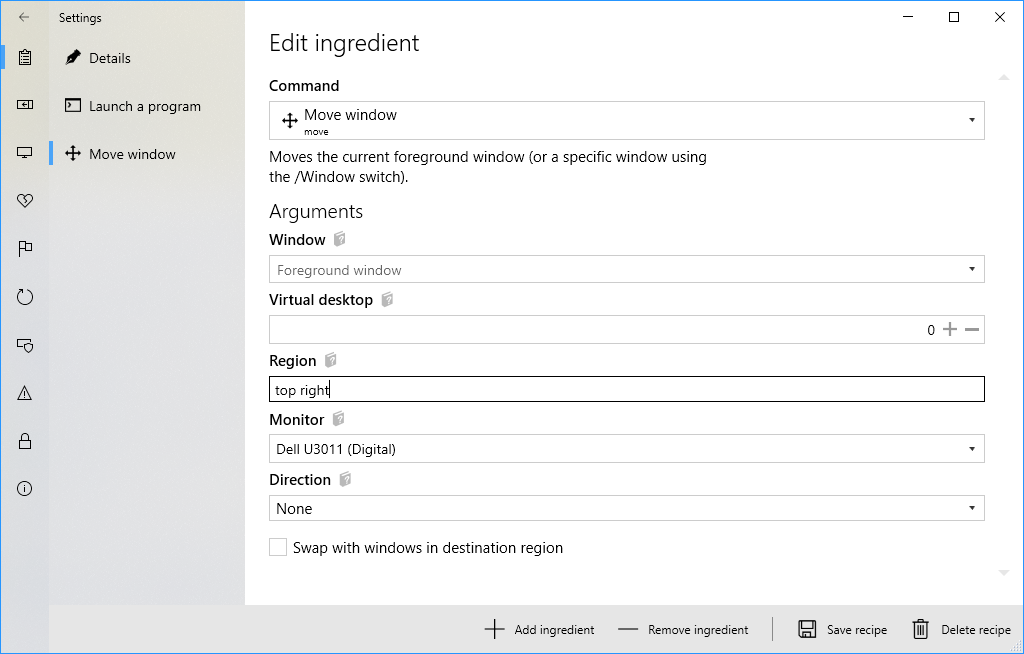 Settings
Details
Launch a program
Move window
Edit ingredient
Command
Move window
move
Moves the current foreground window (or a specific window using
the /Window switch).
Arguments
Window
Foreground window
Virtual desktop
0
Region
top right
Monitor
Dell U3011 (Digital)
Direction
None
Swap with windows in destination region
Add ingredient
Remove ingredient
Save recipe
Delete recipe